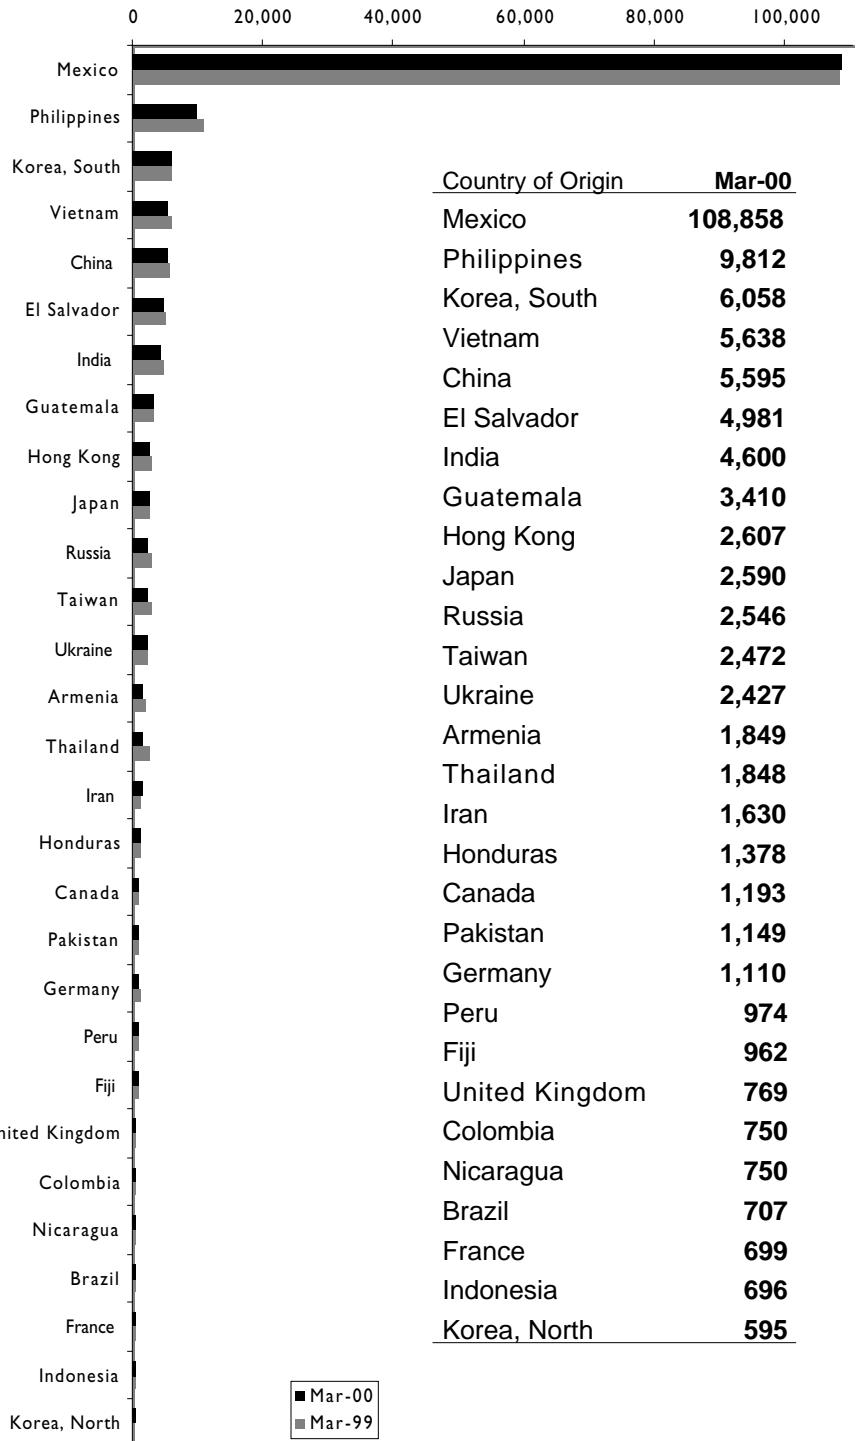 0 20,000 40,000 60,000 80,000 100,000
Mexico
Philippines
Korea, South
Vietnam
China
El Salvador
India
Guatemala
Hong Kong
Japan
Russia
Taiwan
Ukraine
Armenia
Thailand
Iran
Honduras
Canada
Pakistan
Germany
Peru
Fiji
nited Kingdom
Colombia
Nicaragua
Brazil
France
Indonesia
Korea, North
Country of Origin Mar-00
Mexico 108,858
Philippines 9,812
Korea, South 6,058
Vietnam 5,638
China 5,595
El Salvador 4,981
India 4,600
Guatemala 3,410
Hong Kong 2,607
Japan 2,590
Russia 2,546
Taiwan 2,472
Ukraine 2,427
Armenia 1,849
Thailand 1,848
Iran 1,630
Honduras 1,378
Canada 1,193
Pakistan 1,149
Germany 1,110
Peru 974
Fiji 962
United Kingdom 769
Colombia 750
Nicaragua 750
Brazil 707
France 699
Indonesia 696
Korea, North 595
Mar-00
Mar-99